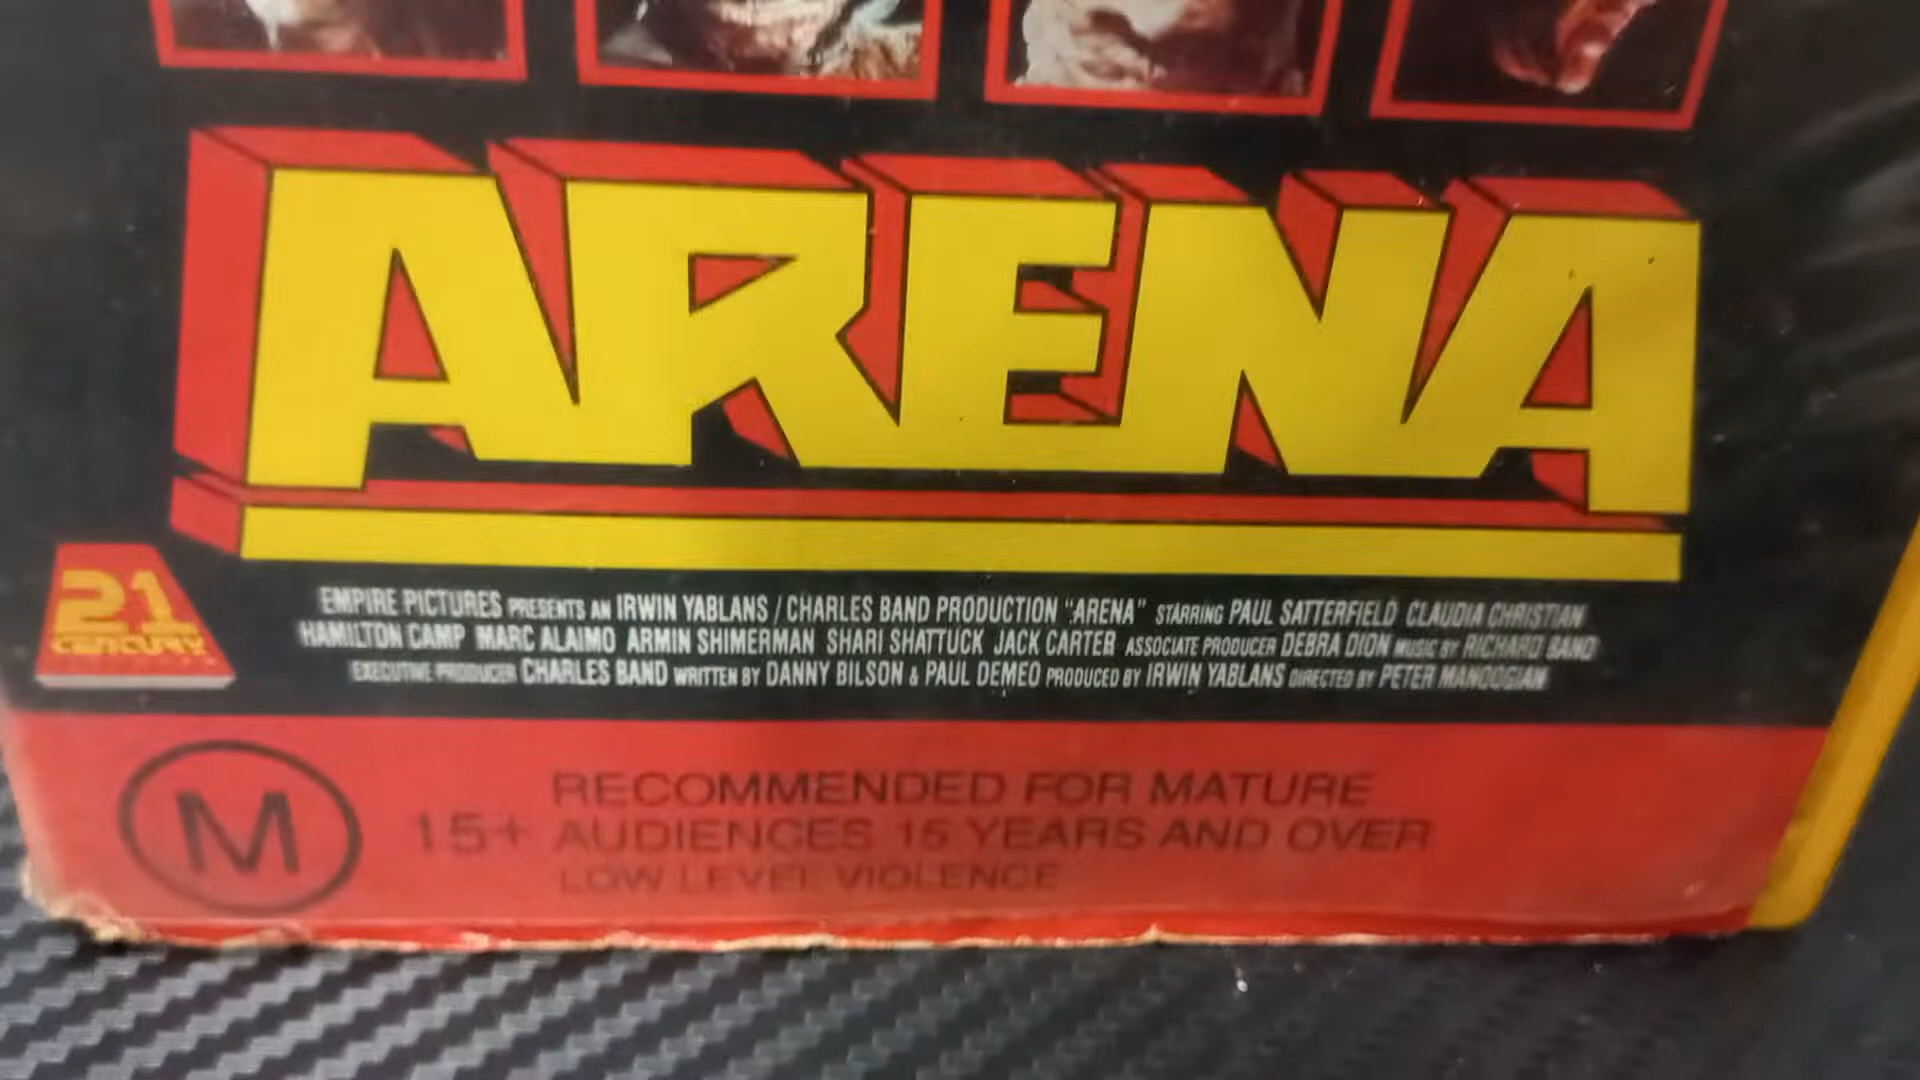 ARENA
21
CENTURY
EMPIRE PICTURES PRESENTS AN IRWIN YABLANS / CHARLES BAND PRODUCTION "ARENA" STARRING PAUL SATTERFIELD CLAUDIA CHRISTIAN
HAMILTON CAMP MARC ALAIMO ARMIN SHIMERMAN SHARI SHATTUCK JACK CARTER ASSOCIATE PRODUCER DEBRA DION MUSIC BY RICHARD BAND
EXECUTIVE PRODUCER CHARLES BAND WRITTEN BY DANNY BILSON & PAUL DEMEO PRODUCED BY IRWIN YABLANS DIRECTED BY PETER MANOOGIAN
M
RECOMMENDED FOR MATURE
15+ AUDIENCES 15 YEARS AND OVER
LOW LEVEL VIOLENCE